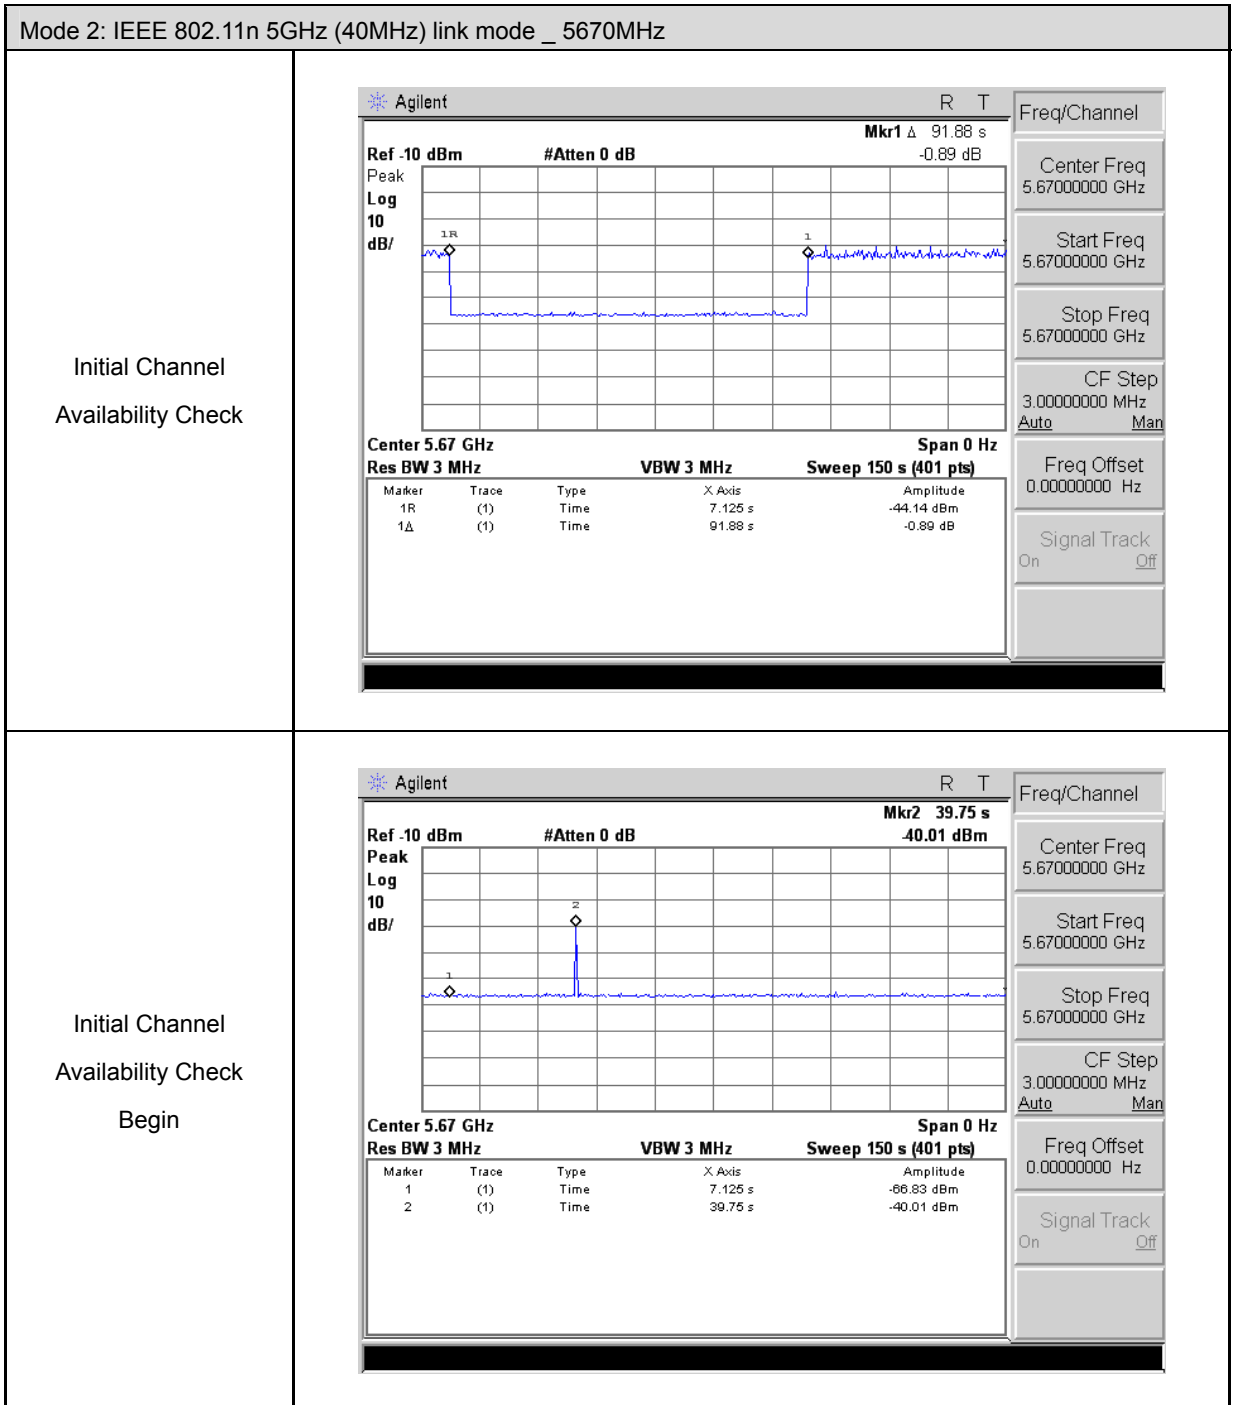 Mode 2: IEEE 802.11n 5GHz (40MHz) link mode _ 5670MHz
Initial Channel
Availability Check
Agilent R T
Mkr1 Δ 91.88 s
Ref -10 dBm #Atten 0 dB -0.89 dB
Peak
Log
10
dB/
1R
1
Center 5.67 GHz Span 0 Hz
Res BW 3 MHz VBW 3 MHz Sweep 150 s (401 pts)
Marker Trace Type X Axis Amplitude
1R (1) Time 7.125 s -44.14 dBm
1Δ (1) Time 91.88 s -0.89 dB
Freq/Channel
Center Freq
5.67000000 GHz
Start Freq
5.67000000 GHz
Stop Freq
5.67000000 GHz
CF Step
3.00000000 MHz
Auto Man
Freq Offset
0.00000000 Hz
Signal Track
On Off
Initial Channel
Availability Check
Begin
Agilent R T
Mkr2 39.75 s
Ref -10 dBm #Atten 0 dB -40.01 dBm
Peak
Log
10
dB/
2
1
Center 5.67 GHz Span 0 Hz
Res BW 3 MHz VBW 3 MHz Sweep 150 s (401 pts)
Marker Trace Type X Axis Amplitude
1 (1) Time 7.125 s -66.83 dBm
2 (1) Time 39.75 s -40.01 dBm
Freq/Channel
Center Freq
5.67000000 GHz
Start Freq
5.67000000 GHz
Stop Freq
5.67000000 GHz
CF Step
3.00000000 MHz
Auto Man
Freq Offset
0.00000000 Hz
Signal Track
On Off